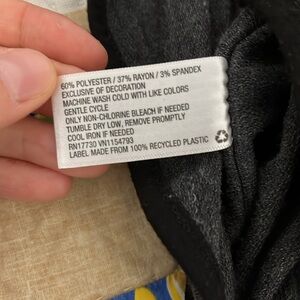 60% POLYESTER / 37% RAYON / 3% SPANDEX
EXCLUSIVE OF DECORATION
MACHINE WASH COLD WITH LIKE COLORS
GENTLE CYCLE
ONLY NON-CHLORINE BLEACH IF NEEDED
TUMBLE DRY LOW, REMOVE PROMPTLY
COOL IRON IF NEEDED
RN17730 VN1154793
LABEL MADE FROM 100% RECYCLED PLASTIC